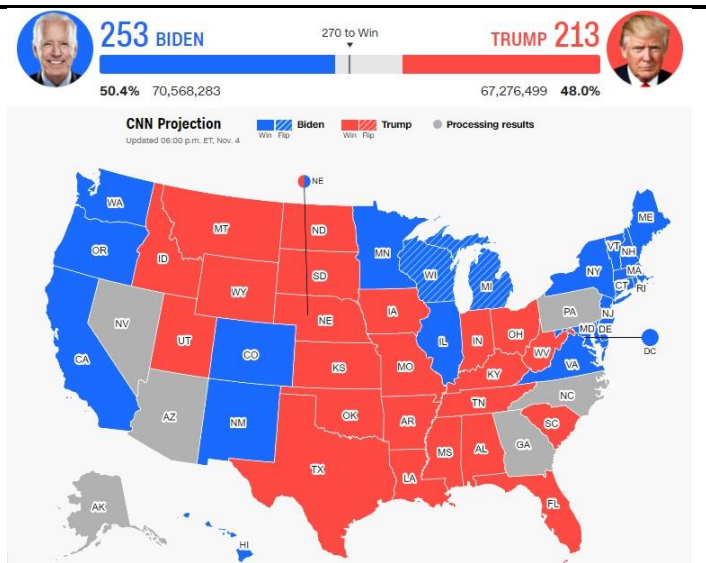 253 BIDEN
270 to Win
TRUMP 213
50.4% 70,568,283
67,276,499 48.0%
CNN Projection
Updated 06:00 p.m. ET, Nov. 4
Biden
Win Flip
Trump
Win Flip
Processing results
NE
WA
MT
ND
MN
ME
OR
ID
SD
WI
MI
VT
NH
NY
MA
CT
RI
WY
NV
UT
CO
NE
IA
IL
IN
OH
PA
NJ
MD DE
DC
CA
KS
MO
KY
WV
VA
AZ
NM
OK
AR
TN
NC
SC
TX
LA
MS
AL
GA
FL
AK
HI